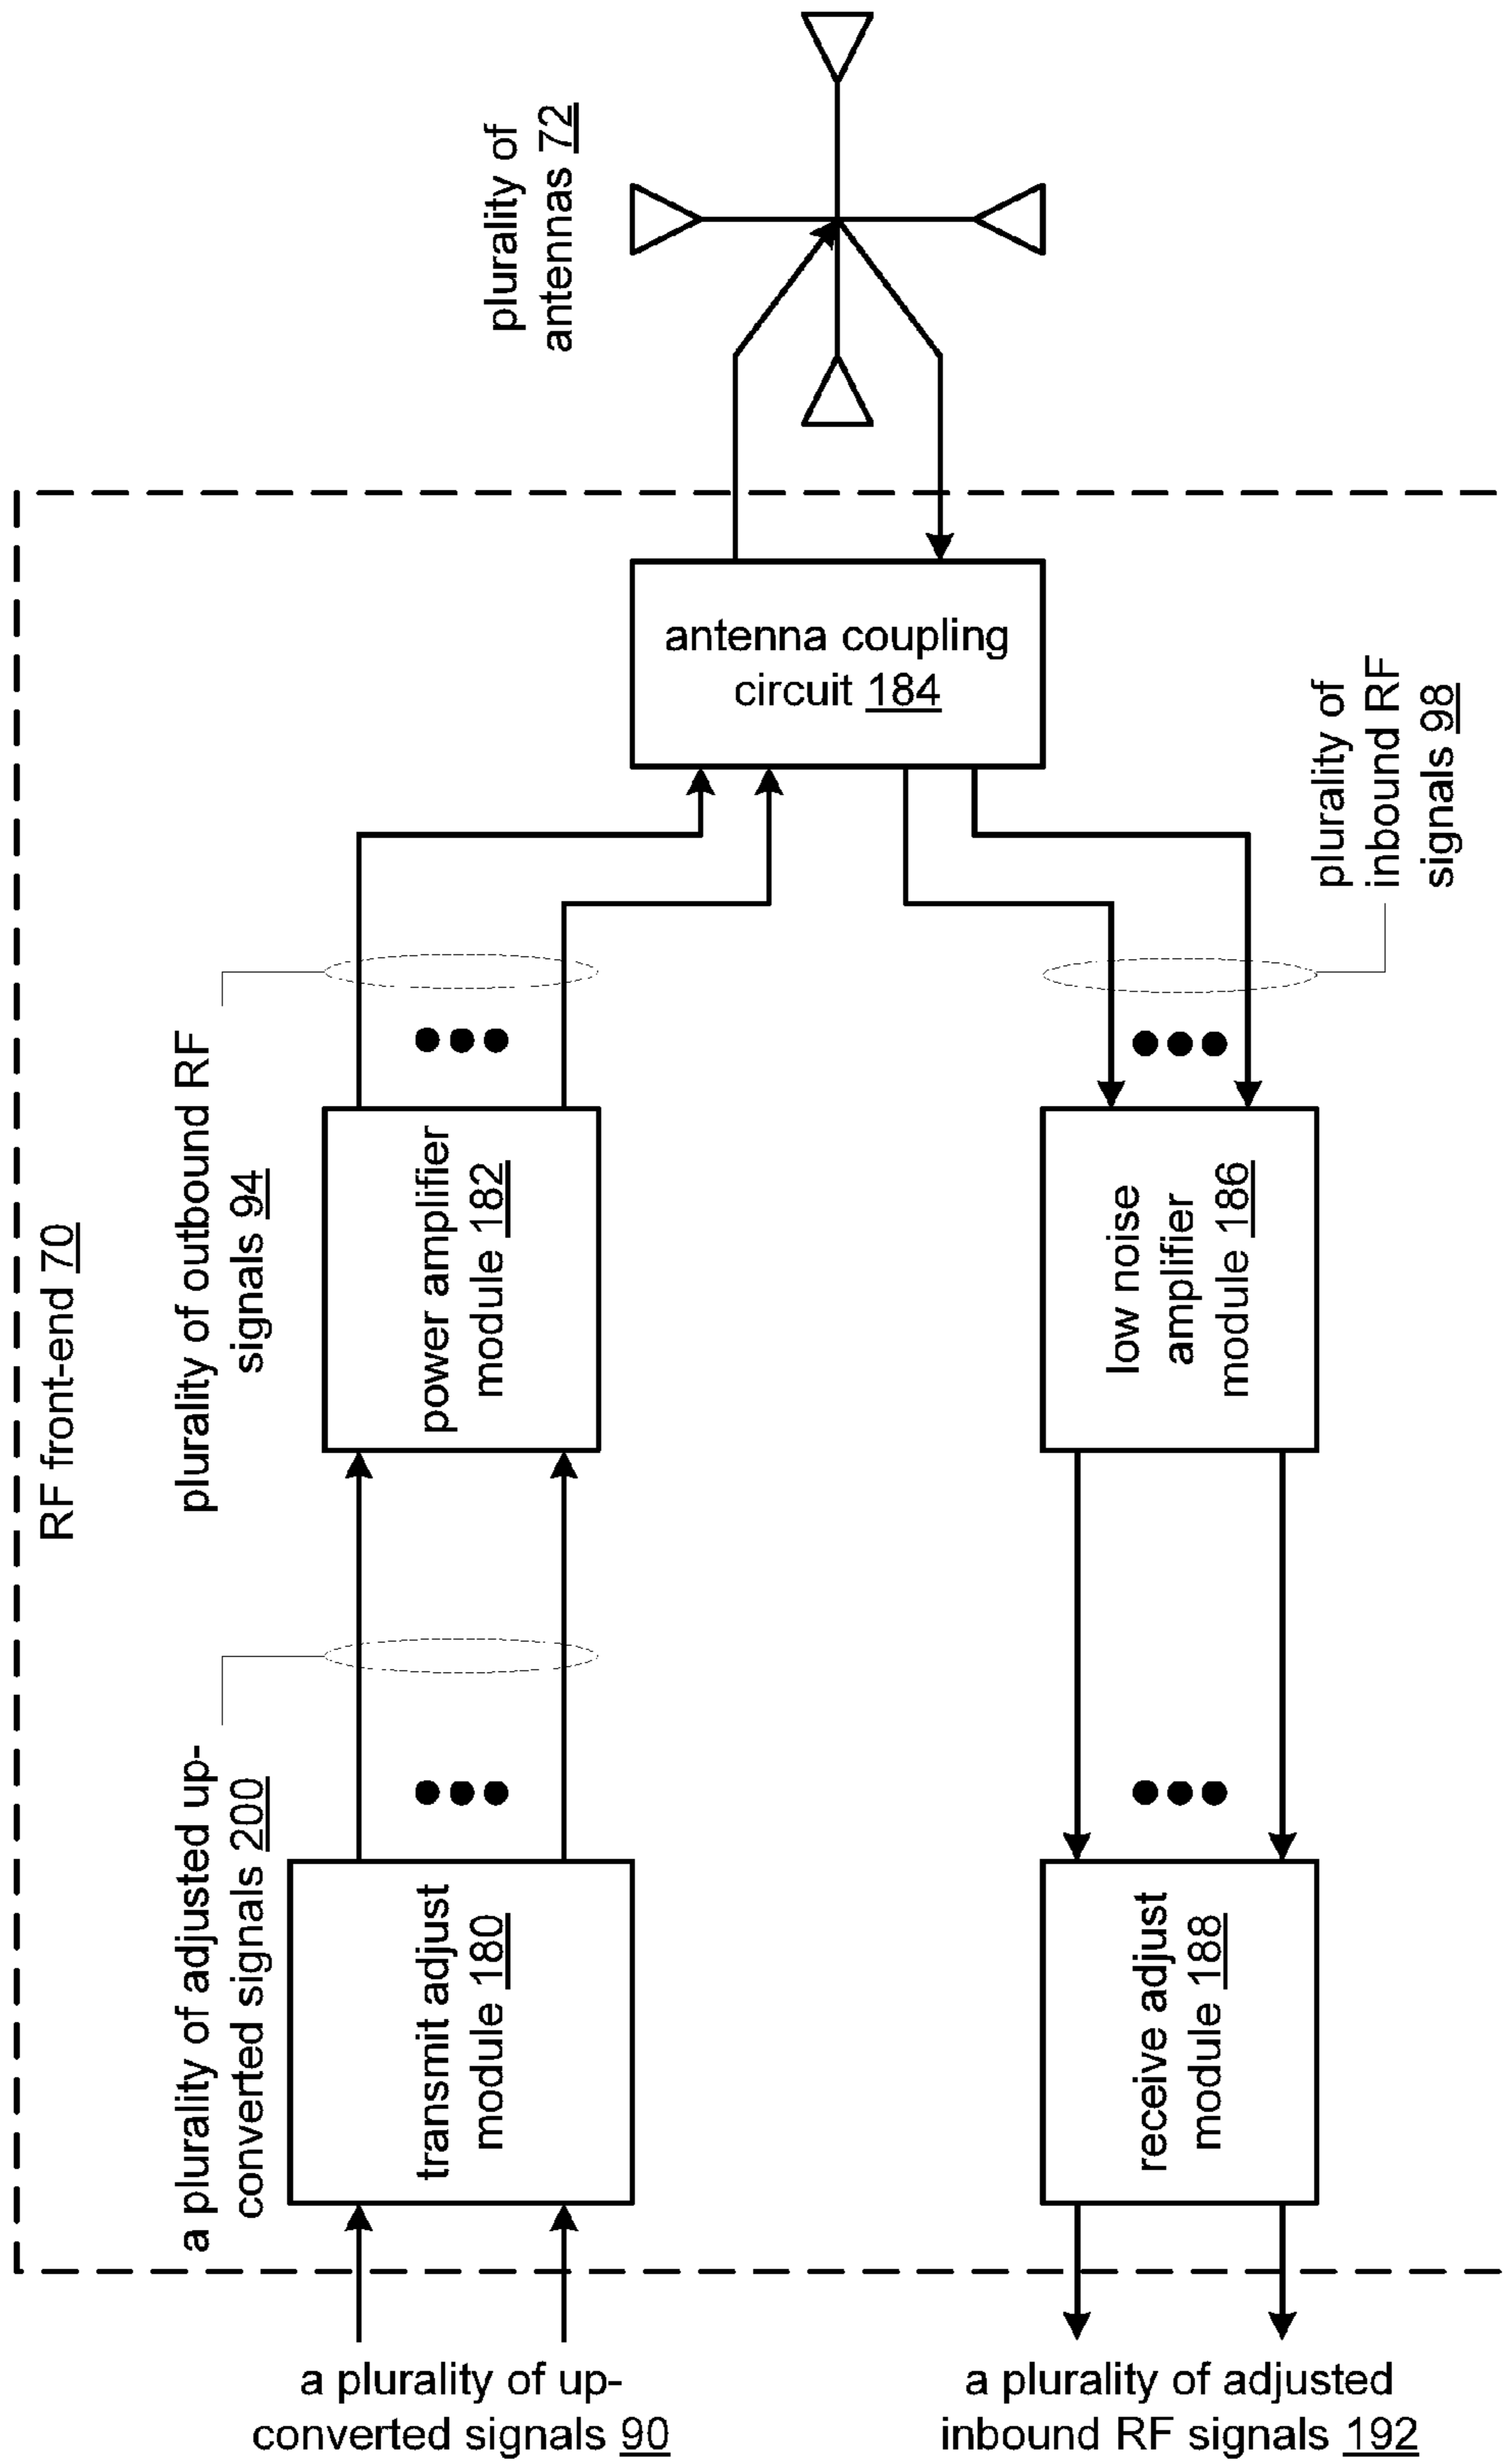 plurality of
antennas 72
antenna coupling
circuit 184
plurality of
inbound RF
signals 98
RF front-end 70
plurality of outbound RF
signals 94
power amplifier
module 182
low noise
amplifier
module 186
a plurality of adjusted up-
converted signals 200
transmit adjust
module 180
receive adjust
module 188
a plurality of up-
converted signals 90
a plurality of adjusted
inbound RF signals 192